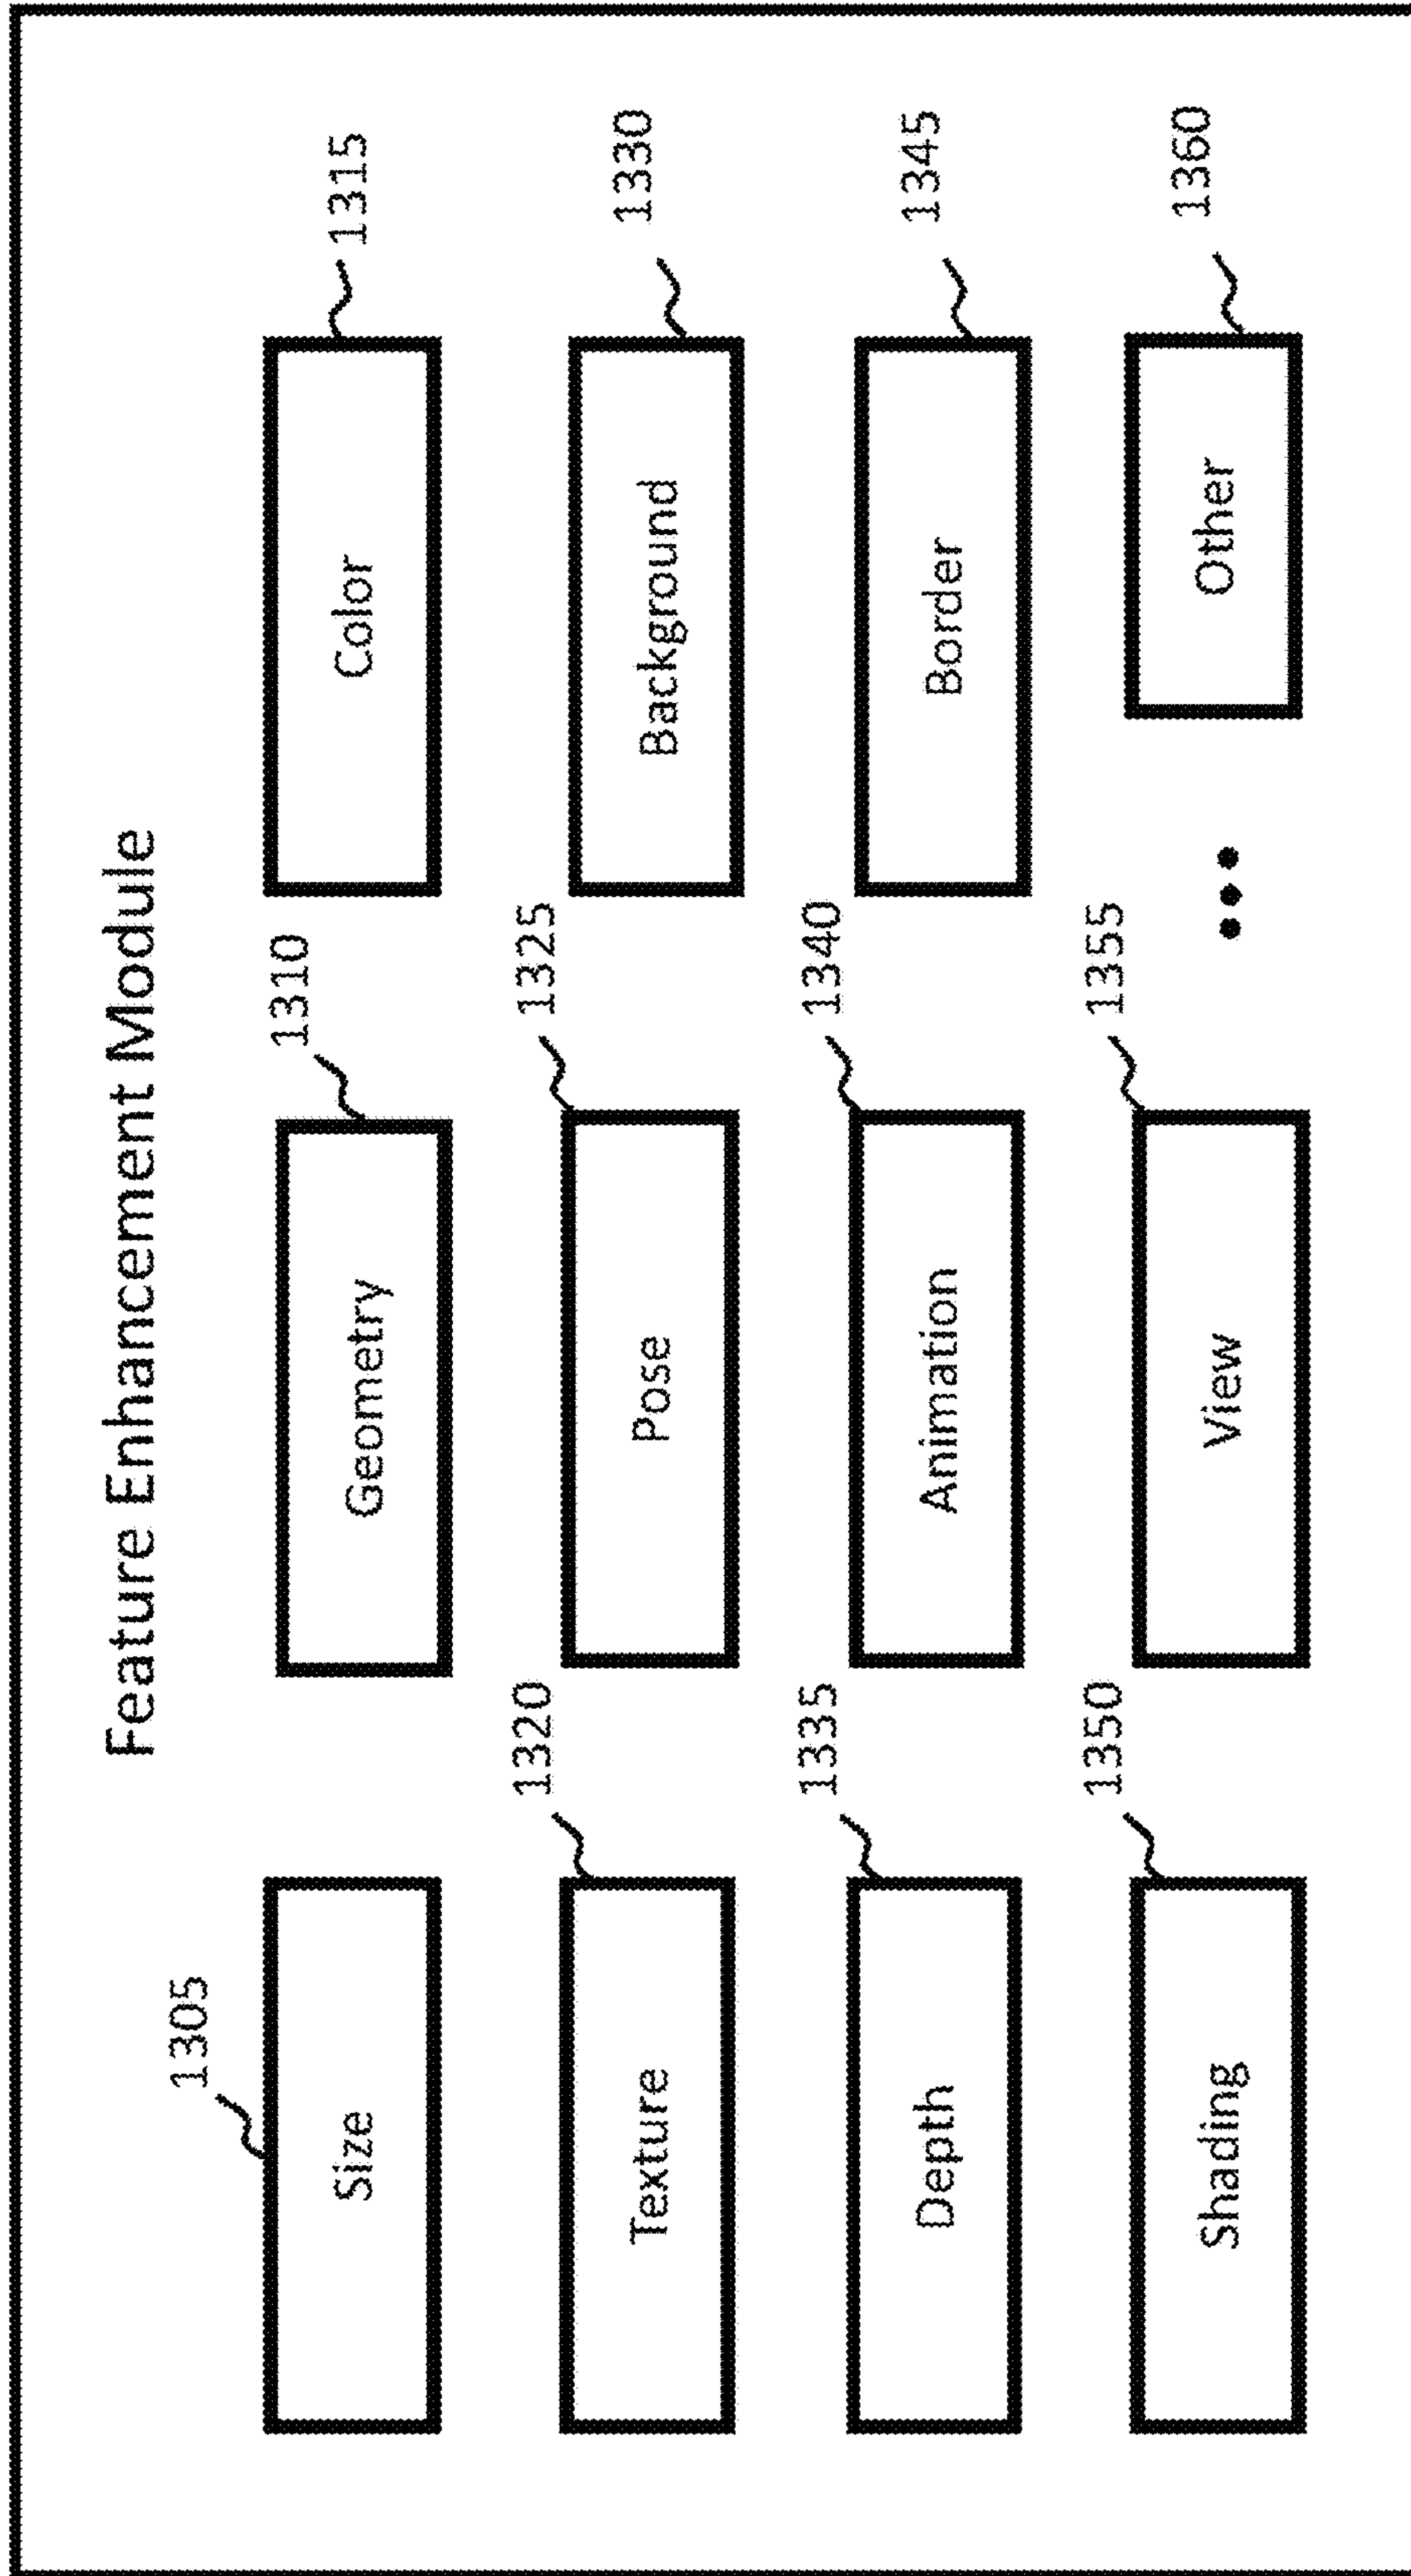 Feature Enhancement Module
1305
Size
1310
Geometry
1315
Color
1320
Texture
1325
Pose
1330
Background
1335
Depth
1340
Animation
1345
Border
1350
Shading
1355
View
•••
1360
Other